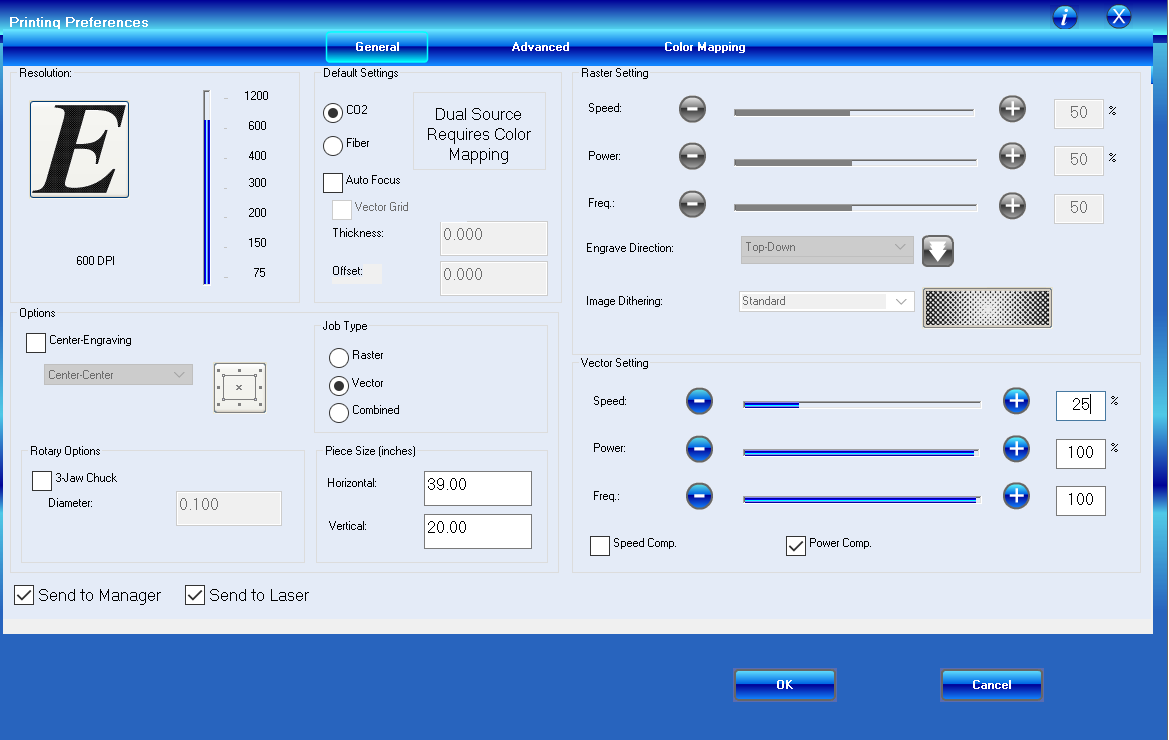 Printing Preferences
General
Advanced
Color Mapping
Resolution:
E
1200
600
400
300
200
150
75
600 DPI
Default Settings
CO2
Fiber
Dual Source
Requires Color
Mapping
Auto Focus
Vector Grid
Thickness:
0.000
Offset:
0.000
Options
Center-Engraving
Center-Center
Job Type
Raster
Vector
Combined
Rotary Options
3-Jaw Chuck
Diameter:
0.100
Piece Size (inches)
Horizontal:
39.00
Vertical:
20.00
Send to Manager
Send to Laser
Raster Setting
Speed:
50
%
Power:
50
%
Freq.:
50
Engrave Direction:
Top-Down
Image Dithering:
Standard
Vector Setting
Speed:
25
%
Power:
100
%
Freq.:
100
Speed Comp.
Power Comp.
OK
Cancel